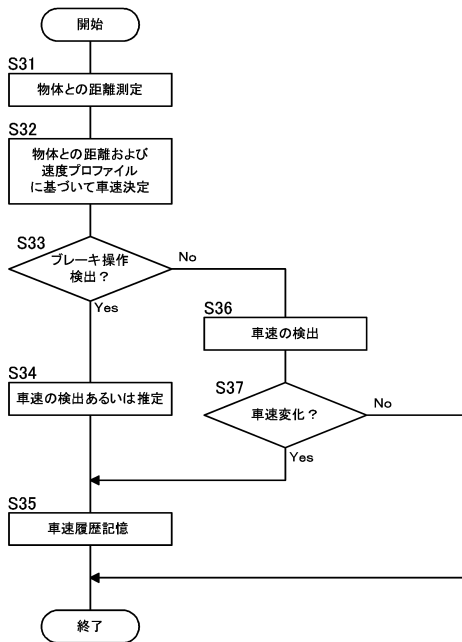 開始
S31
物体との距離測定
S32
物体との距離および
速度プロファイル
に基づいて車速決定
S33
ブレーキ操作
検出？
No
Yes
S36
車速の検出
S34
車速の検出あるいは推定
S37
車速変化？
No
Yes
S35
車速履歴記憶
終了